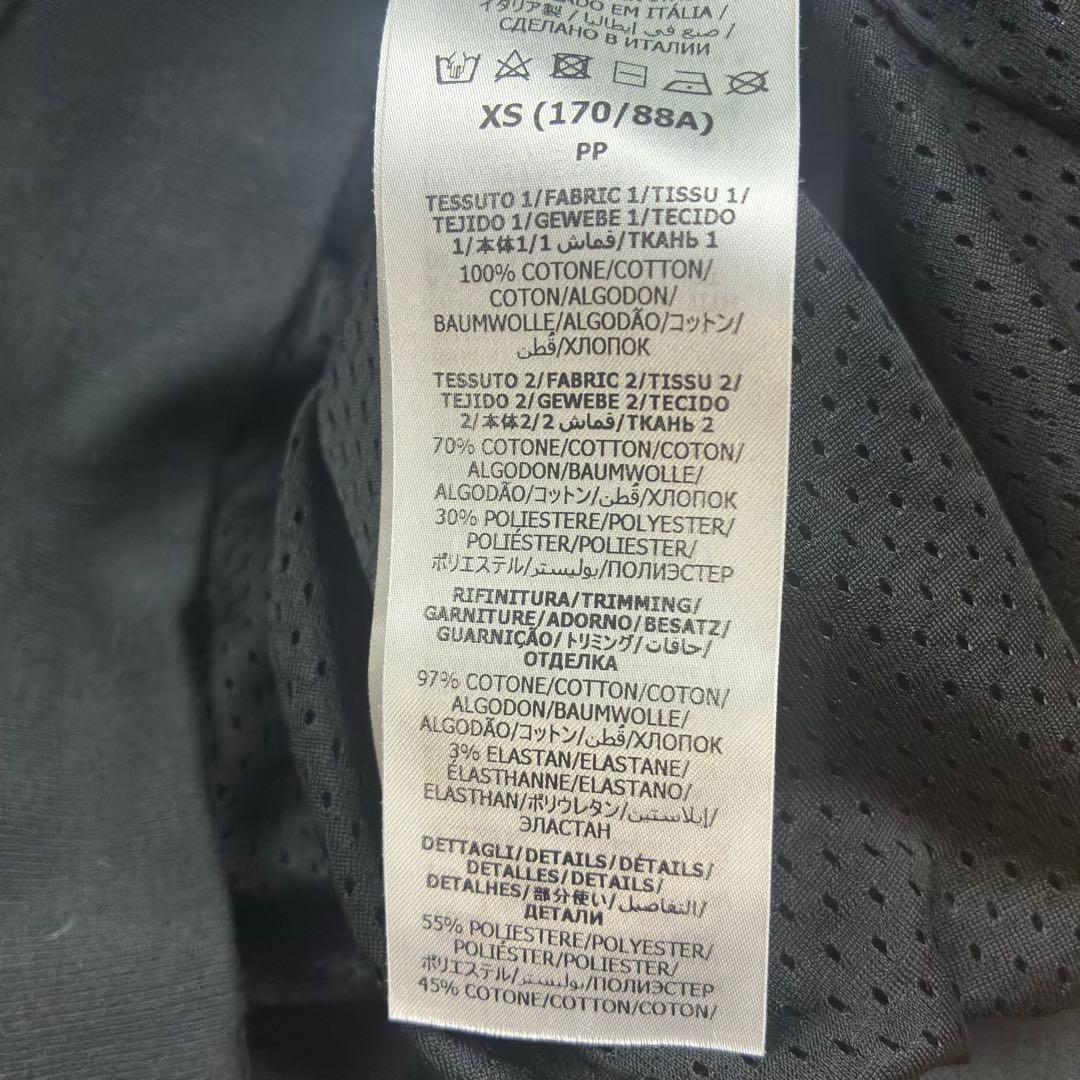 ADO EM ITÁLIA /
イタリア製 / صنع في إيطاليا /
СДЕЛАНО В ИТАЛИИ
XS (170/88A)
PP
TESSUTO 1/FABRIC 1/TISSU 1/
TEJIDO 1/GEWEBE 1/TECIDO
1/本体1/قماش 1/ТКАНЬ 1
100% COTONE/COTTON/
COTON/ALGODON/
BAUMWOLLE/ALGODÃO/コットン/
قُطن/ХЛОПОК
TESSUTO 2/FABRIC 2/TISSU 2/
TEJIDO 2/GEWEBE 2/TECIDO
2/本体2/قماش 2/ТКАНЬ 2
70% COTONE/COTTON/COTON/
ALGODON/BAUMWOLLE/
ALGODÃO/コットン/قُطن/ХЛОПОК
30% POLIESTERE/POLYESTER/
POLIÉSTER/POLIESTER/
ポリエステル/بوليستر/ПОЛИЭСТЕР
RIFINITURA/TRIMMING/
GARNITURE/ADORNO/BESATZ/
GUARNIÇÃO/トリミング/حافات/
ОТДЕЛКА
97% COTONE/COTTON/COTON/
ALGODON/BAUMWOLLE/
ALGODÃO/コットン/قُطن/ХЛОПОК
3% ELASTAN/ELASTANE/
ÉLASTHANNE/ELASTANO/
ELASTHAN/ポリウレタン/إيلاستين/
ЭЛАСТАН
DETTAGLI/DETAILS/DÉTAILS/
DETALLES/DETAILS/
DETALHES/部分使い/التفاصيل/
ДЕТАЛИ
55% POLIESTERE/POLYESTER/
POLIÉSTER/POLIESTER/
ポリエステル/بوليستر/ПОЛИЭСТЕР
45% COTONE/COTTON/COTON/